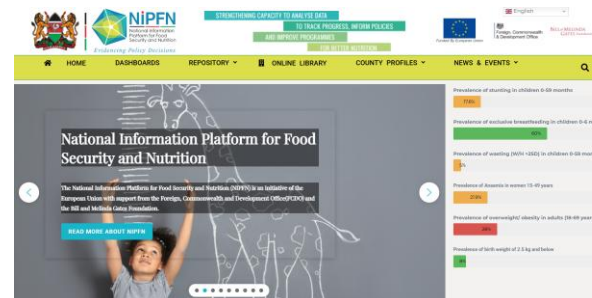 NiPFN
National Information
Platform for Food
Security and Nutrition
Evidencing Policy Decisions
STRENGTHENING CAPACITY TO ANALYSE DATA
TO TRACK PROGRESS, INFORM POLICIES
AND IMPROVE PROGRAMMES
FOR BETTER NUTRITION
Funded By European Union
English
Foreign, Commonwealth
& Development Office
HOME
DASHBOARDS
REPOSITORY
ONLINE LIBRARY
COUNTY PROFILES
NEWS & EVENTS
National Information Platform for Food
Security and Nutrition
The National Information Platform for Food Security and Nutrition (NIPFN) is an initiative of the
European Union with support from the Foreign, Commonwealth and Development Office(FCDO) and
the Bill and Melinda Gates Foundation.
READ MORE ABOUT NIPFN
Prevalence of stunting in children 0-59 months
Prevalence of exclusive breastfeeding in children 0-6 m
60%
Prevalence of wasting (W/H <-2SD) in children 0-59 mon
Prevalence of Anaemia in women 15-49 years
Prevalence of overweight/ obesity in adults (18-69 year
Prevalence of birth weight of 2.5 kg and below